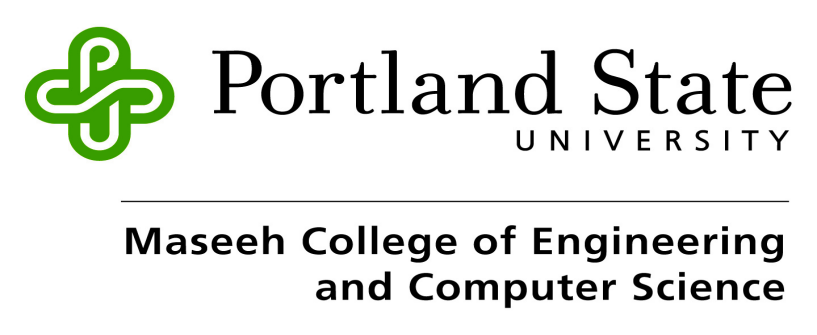 Portland State
UNIVERSITY
Maseeh College of Engineering
and Computer Science